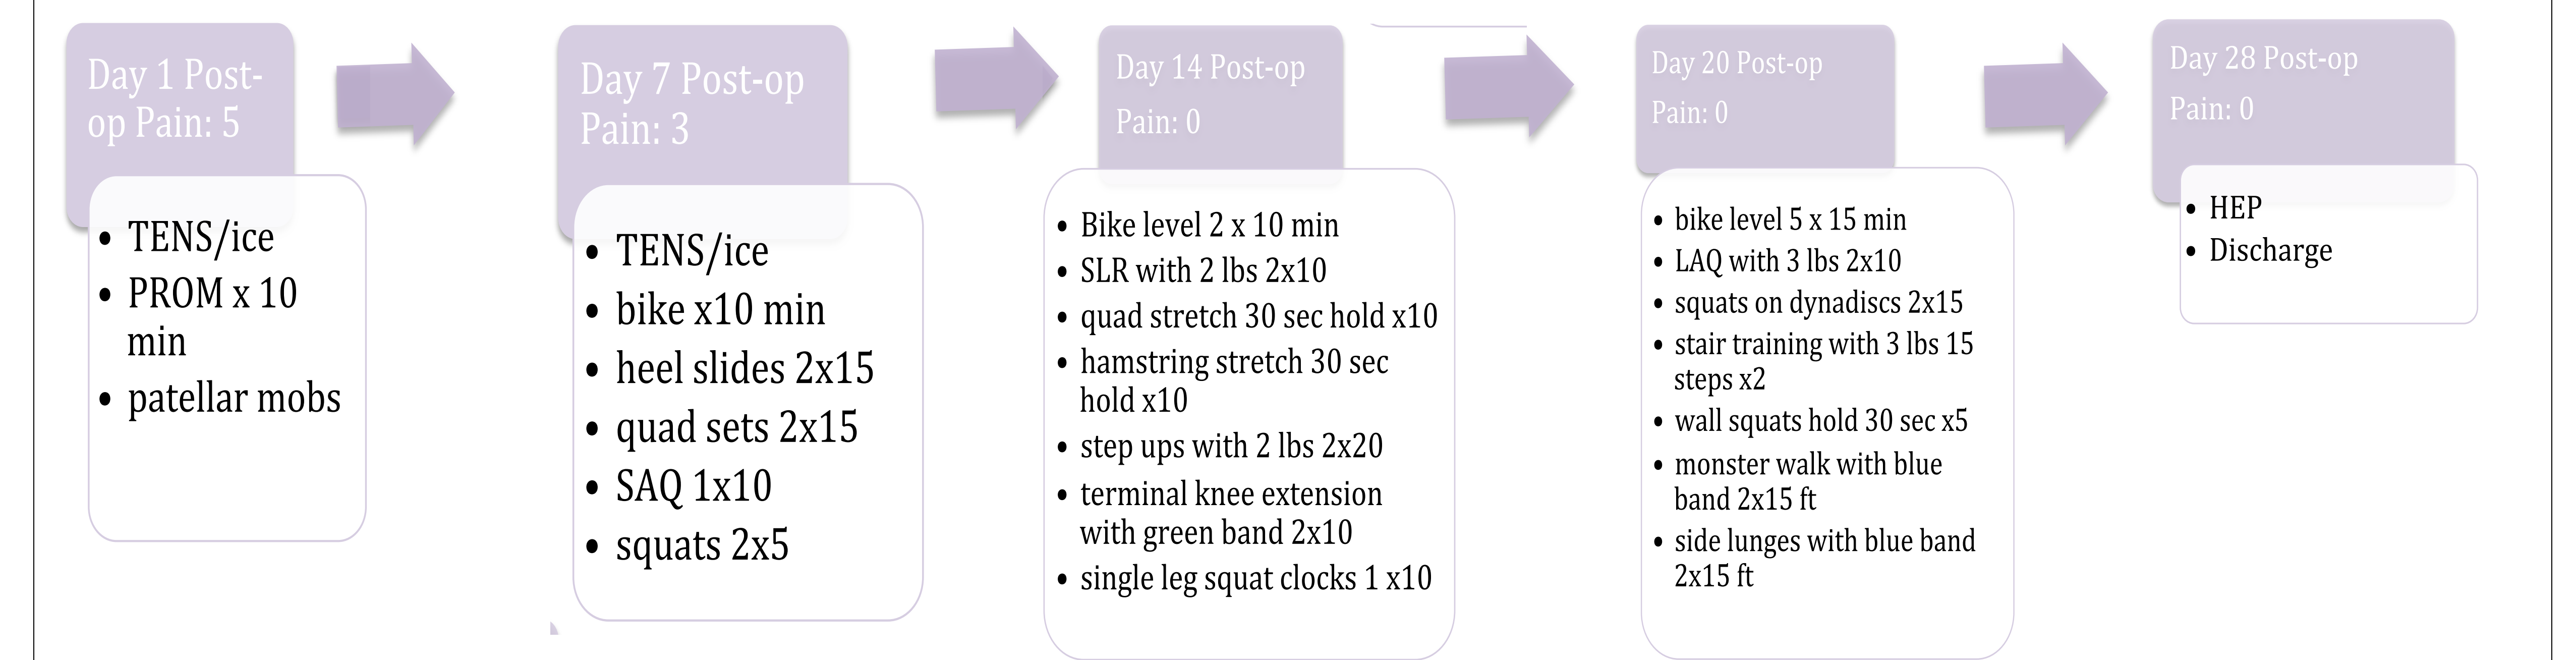 Day 1 Post-
op Pain: 5
• TENS/ice
• PROM x 10
min
• patellar mobs
Day 7 Post-op
Pain: 3
• TENS/ice
• bike x10 min
• heel slides 2x15
• quad sets 2x15
• SAQ 1x10
• squats 2x5
Day 14 Post-op
Pain: 0
• Bike level 2 x 10 min
• SLR with 2 lbs 2x10
• quad stretch 30 sec hold x10
• hamstring stretch 30 sec
hold x10
• step ups with 2 lbs 2x20
• terminal knee extension
with green band 2x10
• single leg squat clocks 1 x10
Day 20 Post-op
Pain: 0
• bike level 5 x 15 min
• LAQ with 3 lbs 2x10
• squats on dynadiscs 2x15
• stair training with 3 lbs 15
steps x2
• wall squats hold 30 sec x5
• monster walk with blue
band 2x15 ft
• side lunges with blue band
2x15 ft
Day 28 Post-op
Pain: 0
• HEP
• Discharge